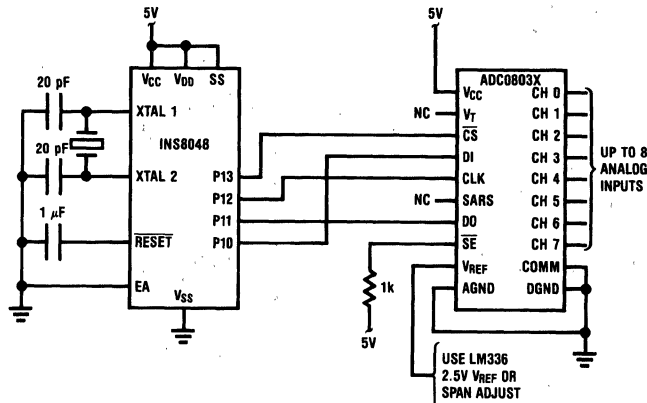 5V
5V
20 pF
VCC VDD SS
XTAL 1
INS8048
20 pF
XTAL 2
P13
P12
1 μF
P11
RESET
P10
EA
VSS
ADC0803X
VCC
CH 0
NC
VT
CH 1
CS
CH 2
DI
CH 3
CLK
CH 4
NC
SARS
CH 5
DO
CH 6
SE
CH 7
VREF
COMM
AGND
DGND
UP TO 8
ANALOG
INPUTS
1k
5V
USE LM336
2.5V VREF OR
SPAN ADJUST